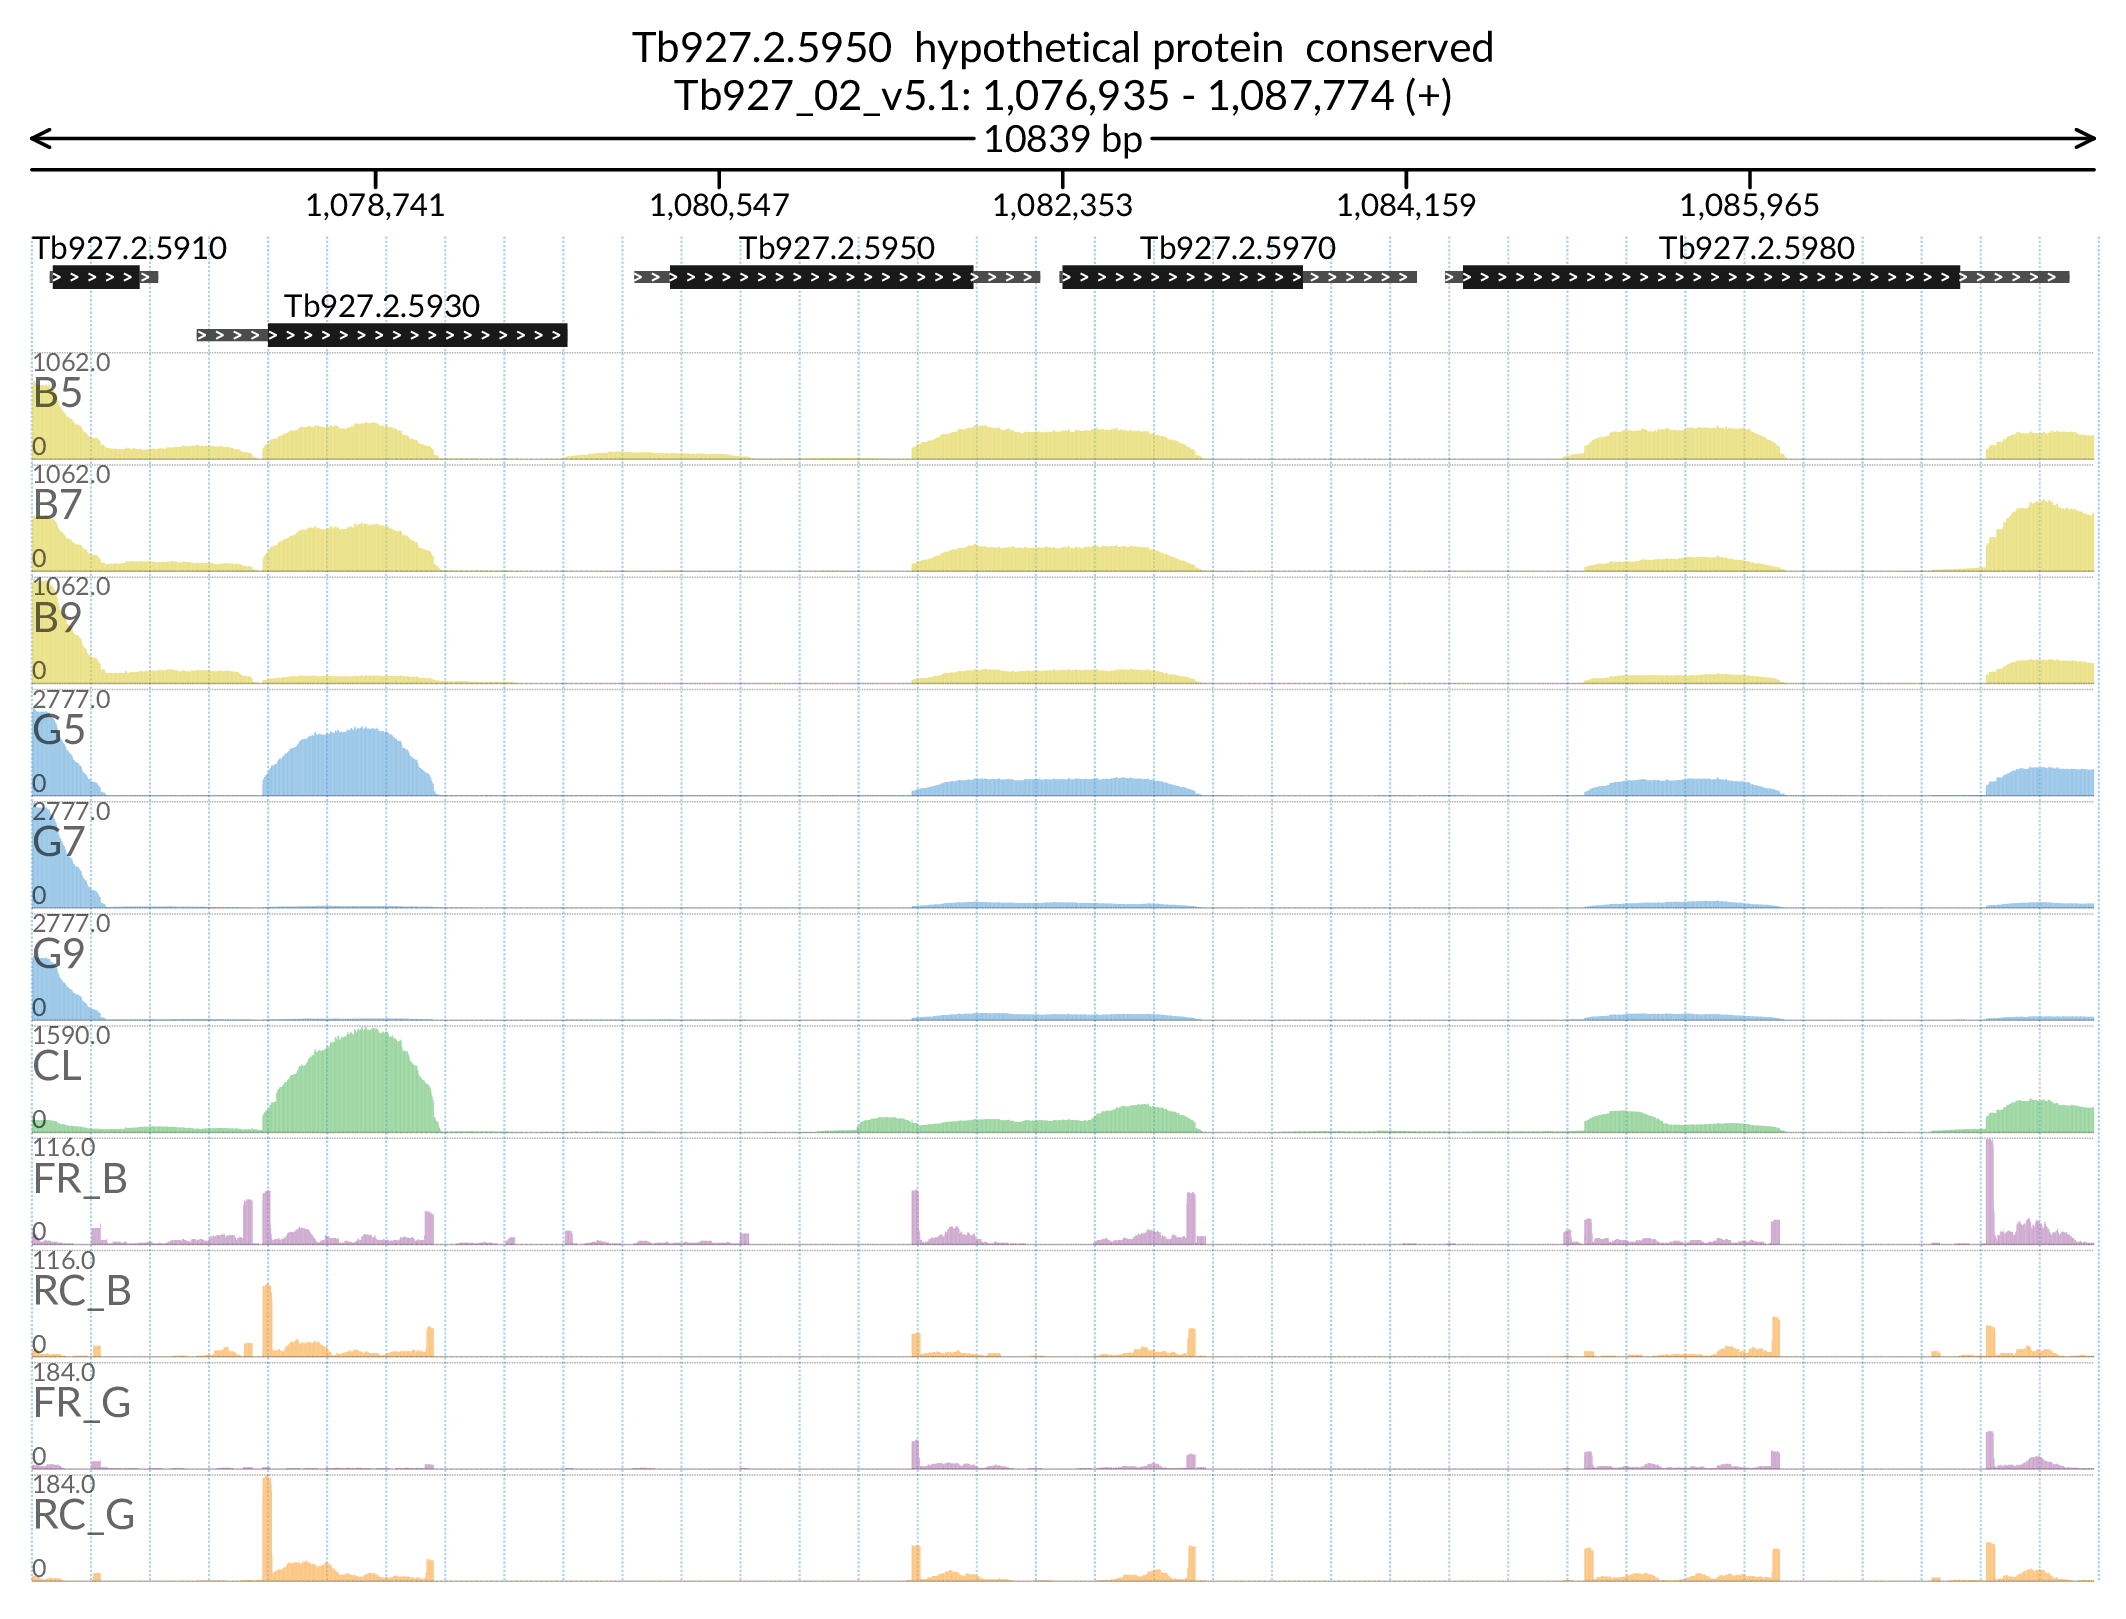 Tb927.2.5950  hypothetical protein  conserved
Tb927_02_v5.1: 1,076,935 - 1,087,774 (+)
10839 bp
1,078,741 1,080,547 1,082,353 1,084,159 1,085,965
Tb927.2.5910 Tb927.2.5950 Tb927.2.5970 Tb927.2.5980
Tb927.2.5930
1062.0
B5
0
1062.0
B7
0
1062.0
B9
0
2777.0
G5
0
2777.0
G7
0
2777.0
G9
0
1590.0
CL
0
116.0
FR_B
0
116.0
RC_B
0
184.0
FR_G
0
184.0
RC_G
0